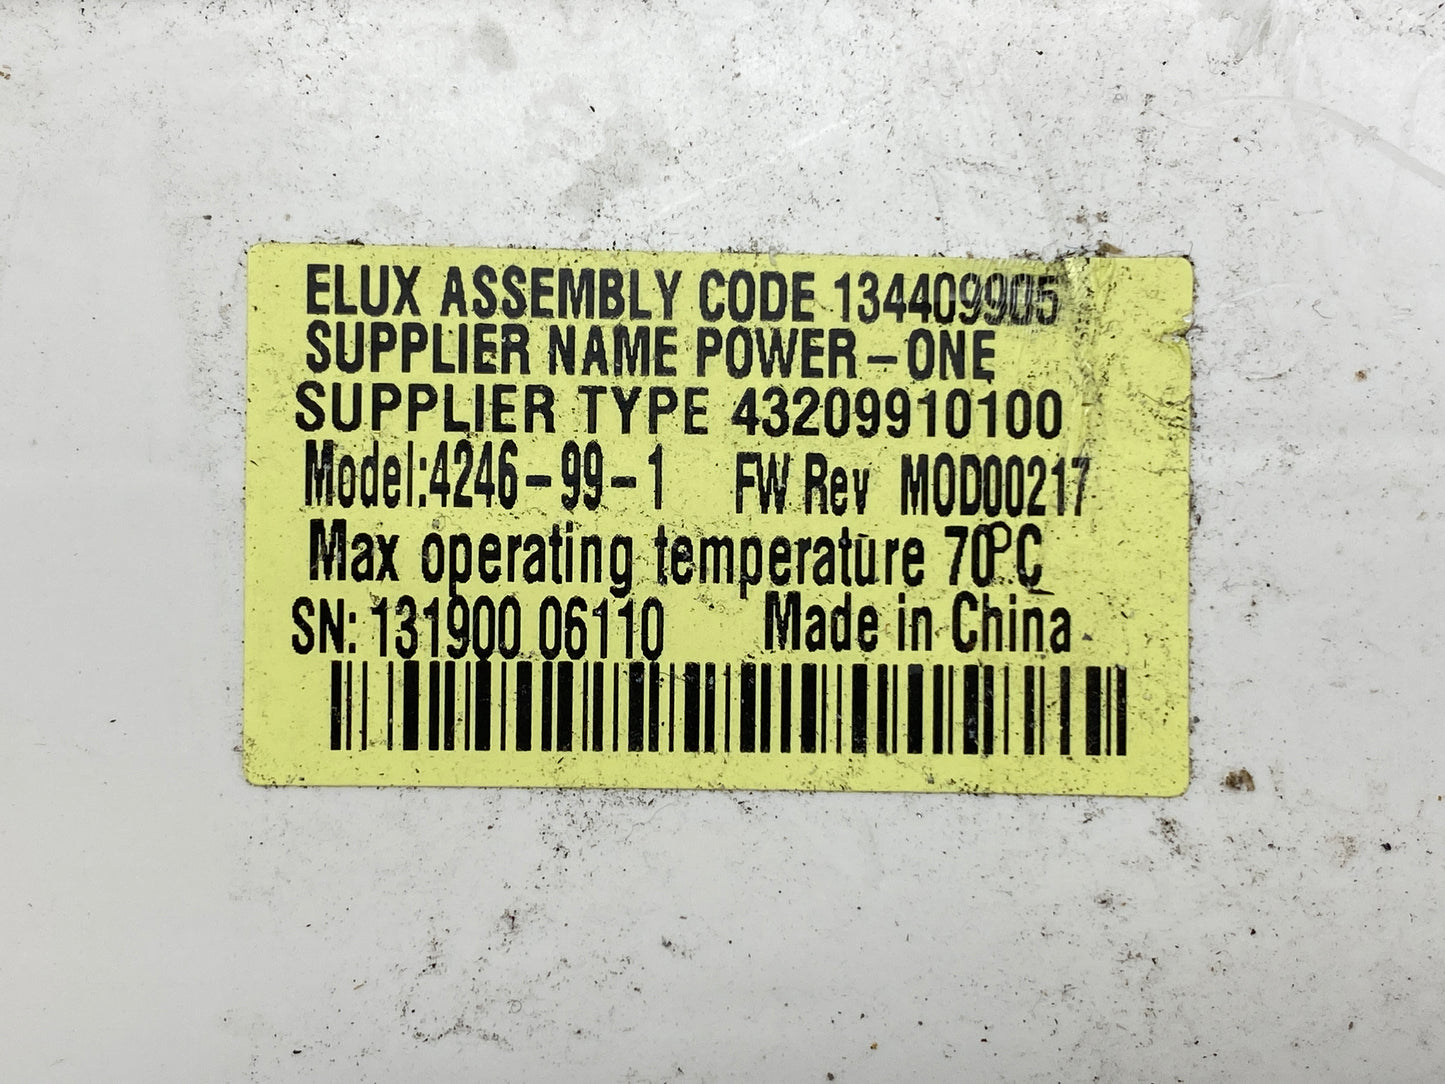 ELUX ASSEMBLY CODE 134409905
SUPPLIER NAME POWER-ONE
SUPPLIER TYPE 43209910100
Model:4246-99-1 FW Rev MOD00217
Max operating temperature 70°C
SN: 131900 06110 Made in China